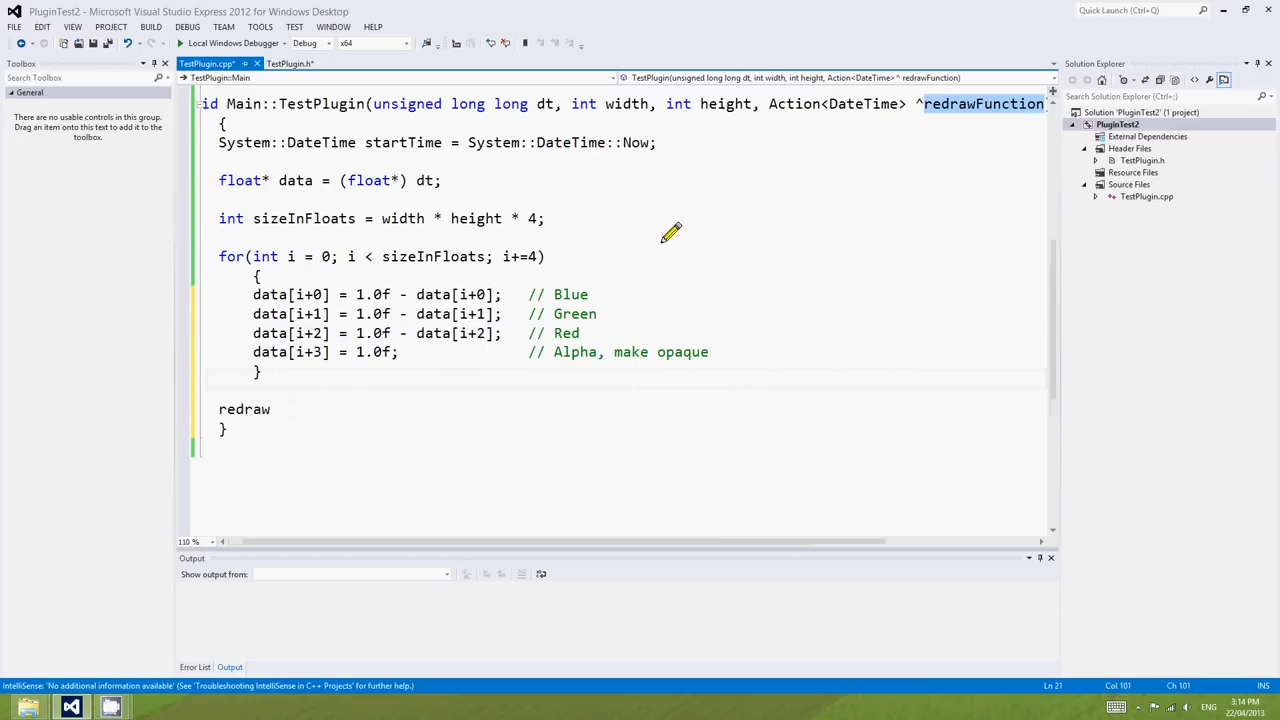 PluginTest2 - Microsoft Visual Studio Express 2012 for Windows Desktop
Quick Launch (Ctrl+;)
FILE EDIT VIEW PROJECT BUILD DEBUG TEAM TOOLS TEST WINDOW HELP
Local Windows Debugger Debug x64
Toolbox
TestPlugin.cpp* TestPlugin.h*
Solution Explorer
Search Toolbox
TestPlugin::Main
TestPlugin(unsigned long long dt, int width, int height, Action<DateTime>^ redrawFunction)
General
There are no usable controls in this group. Drag an item onto this text to add it to the toolbox.
id Main::TestPlugin(unsigned long long dt, int width, int height, Action<DateTime> ^redrawFunction
{
System::DateTime startTime = System::DateTime::Now;
float* data = (float*) dt;
int sizeInFloats = width * height * 4;
for(int i = 0; i < sizeInFloats; i+=4)
{
data[i+0] = 1.0f - data[i+0]; // Blue
data[i+1] = 1.0f - data[i+1]; // Green
data[i+2] = 1.0f - data[i+2]; // Red
data[i+3] = 1.0f; // Alpha, make opaque
}
redraw
}
Search Solution Explorer (Ctrl+;)
Solution 'PluginTest2' (1 project)
PluginTest2
External Dependencies
Header Files
TestPlugin.h
Resource Files
Source Files
TestPlugin.cpp
110 %
Output
Show output from:
Error List Output
IntelliSense: 'No additional information available' (See 'Troubleshooting IntelliSense in C++ Projects' for further help.)
Ln 21 Col 101 Ch 101 INS
ENG
3:14 PM
22/04/2013